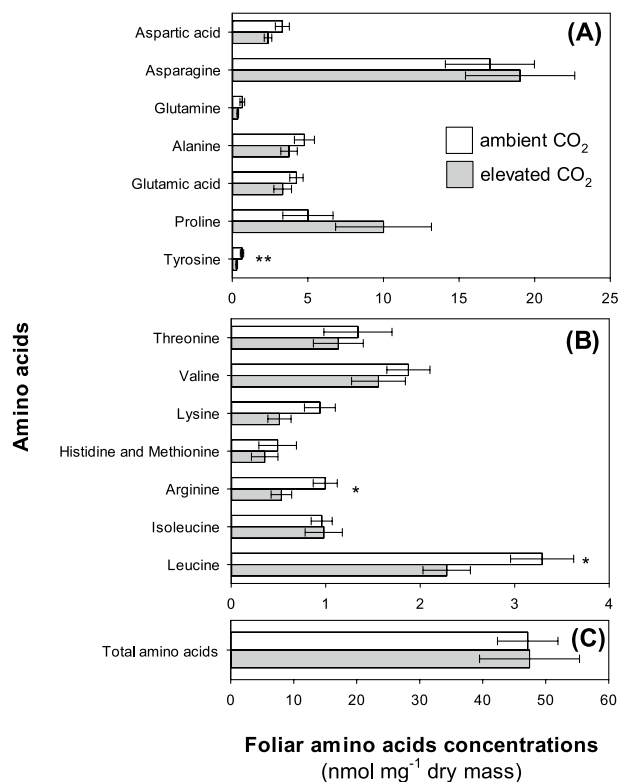 (A)
Aspartic acid
Asparagine
Glutamine
Alanine
Glutamic acid
Proline
Tyrosine
ambient CO₂
elevated CO₂
**
0 5 10 15 20 25
Amino acids
(B)
Threonine
Valine
Lysine
Histidine and Methionine
Arginine
*
Isoleucine
Leucine
*
0 1 2 3 4
(C)
Total amino acids
0 10 20 30 40 50 60
Foliar amino acids concentrations
(nmol mg⁻¹ dry mass)